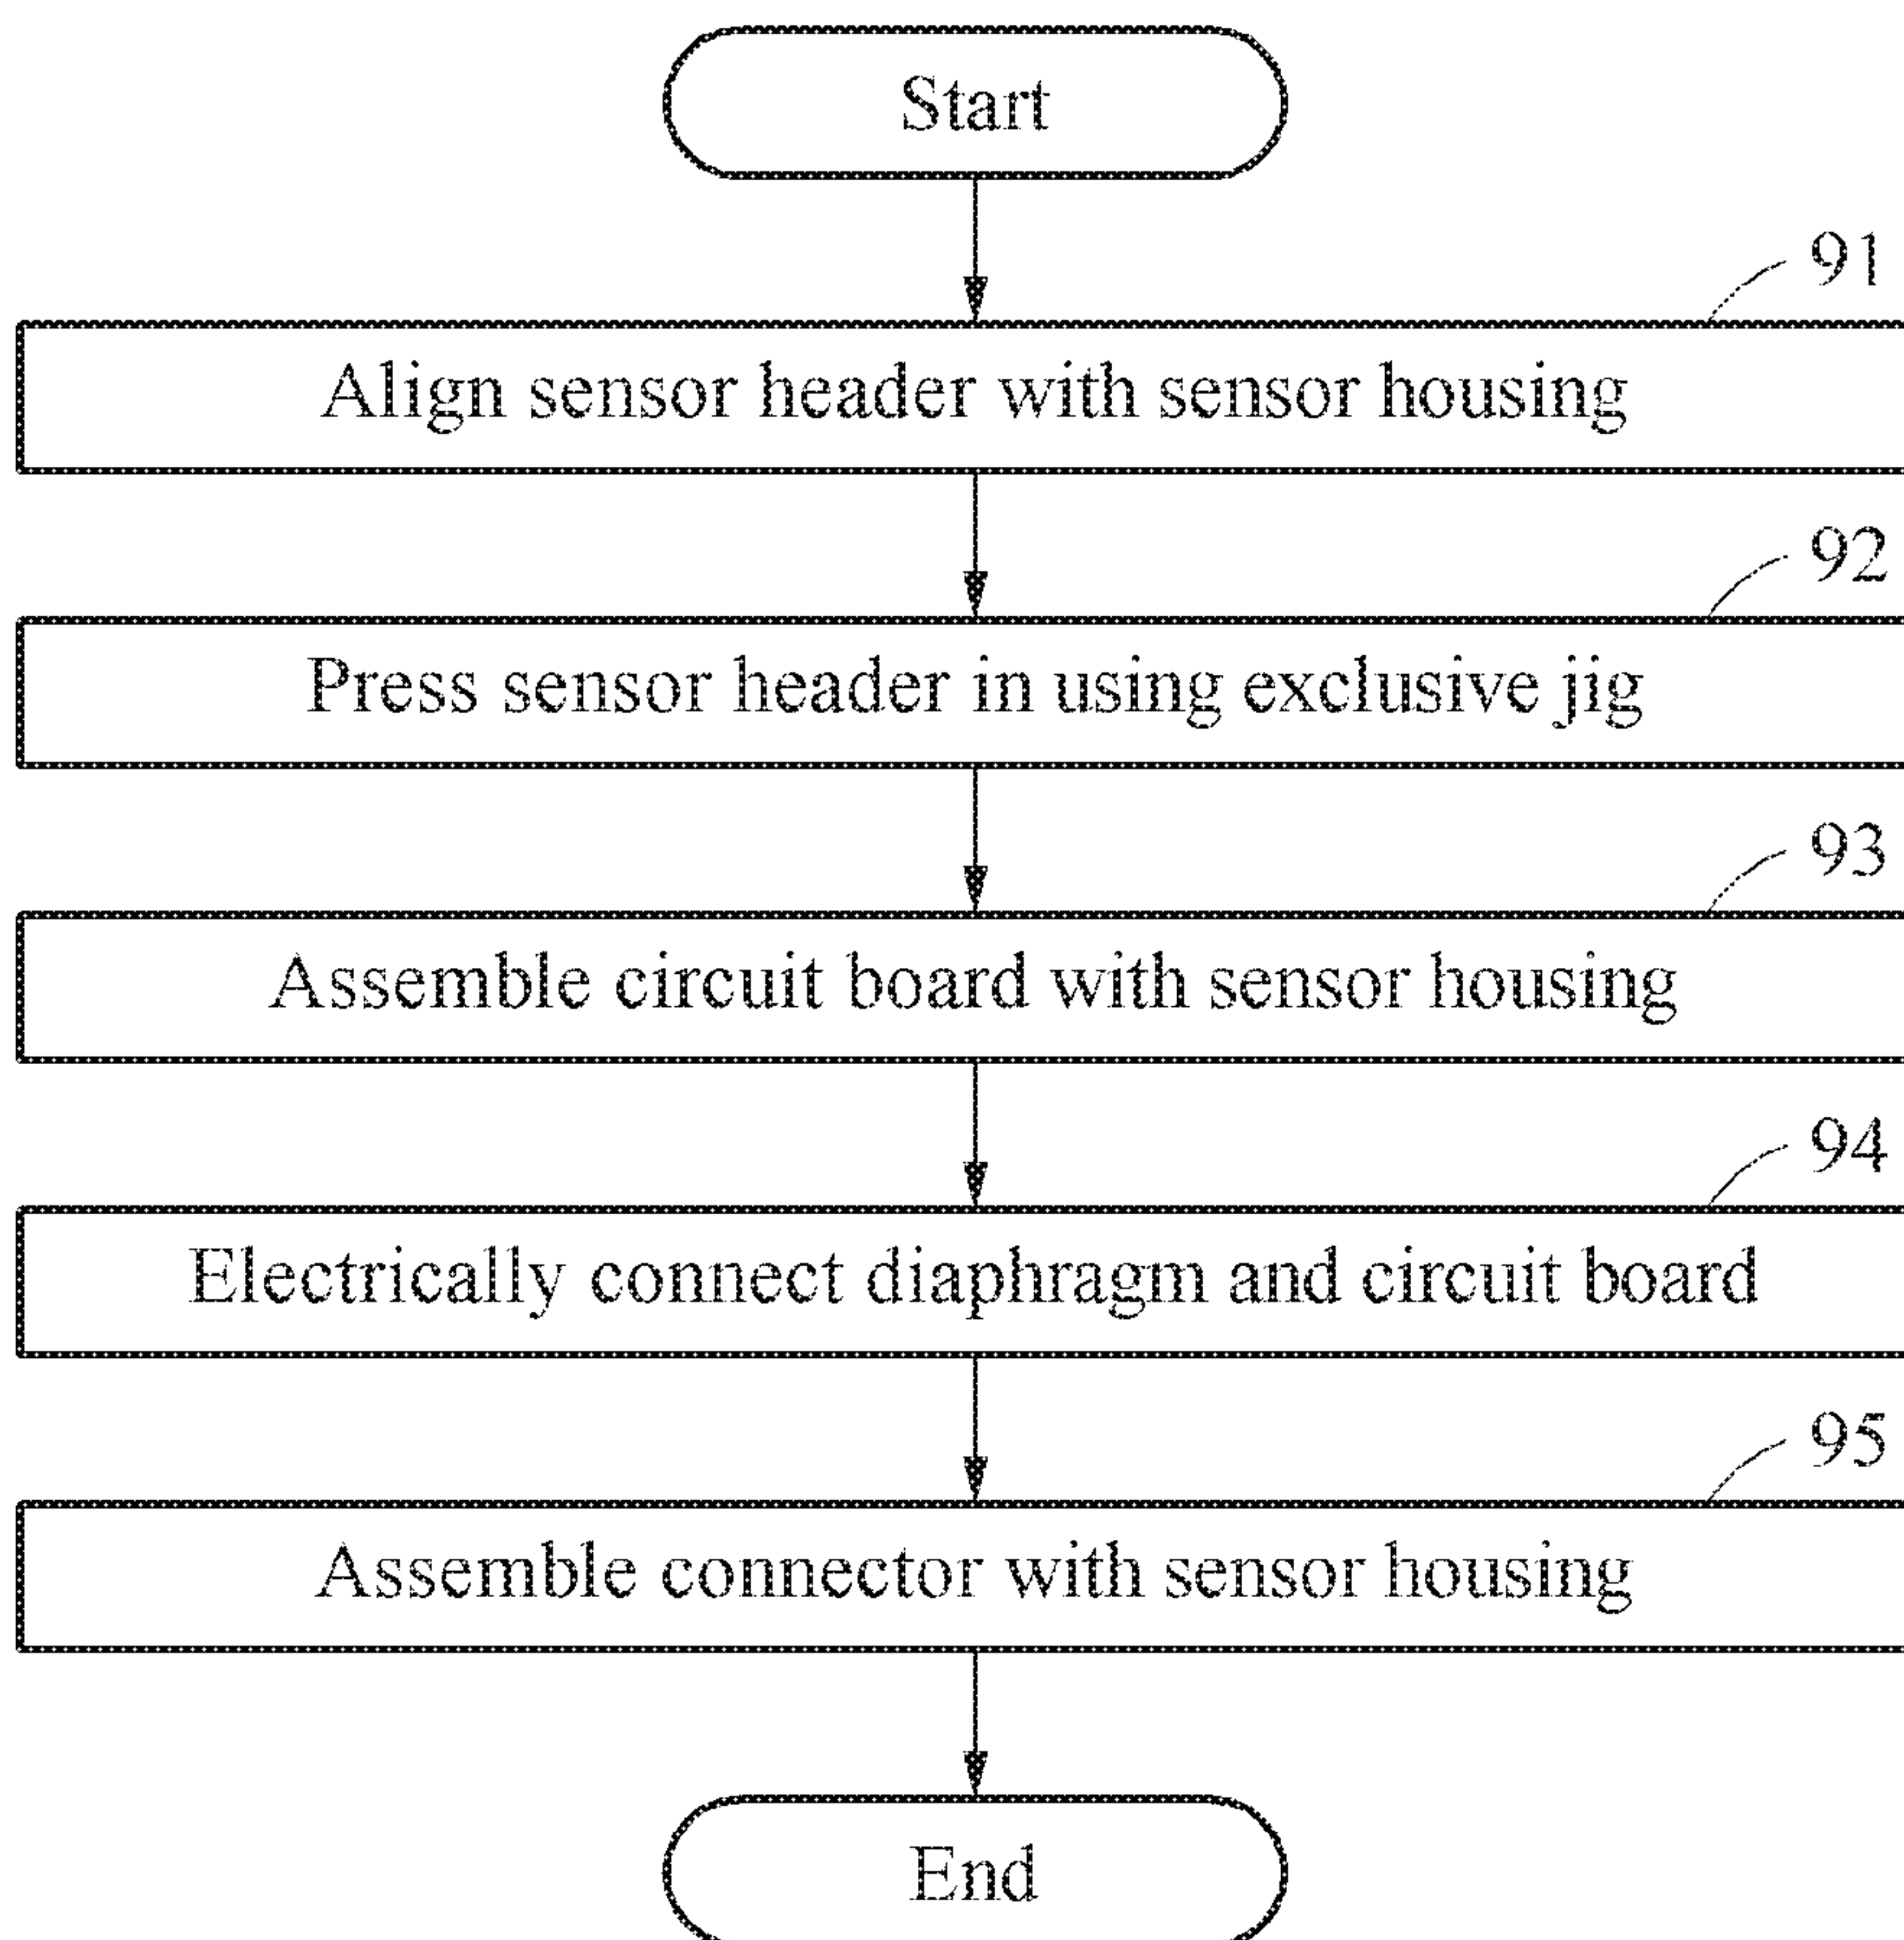 Start
91
Align sensor header with sensor housing
92
Press sensor header in using exclusive jig
93
Assemble circuit board with sensor housing
94
Electrically connect diaphragm and circuit board
95
Assemble connector with sensor housing
End